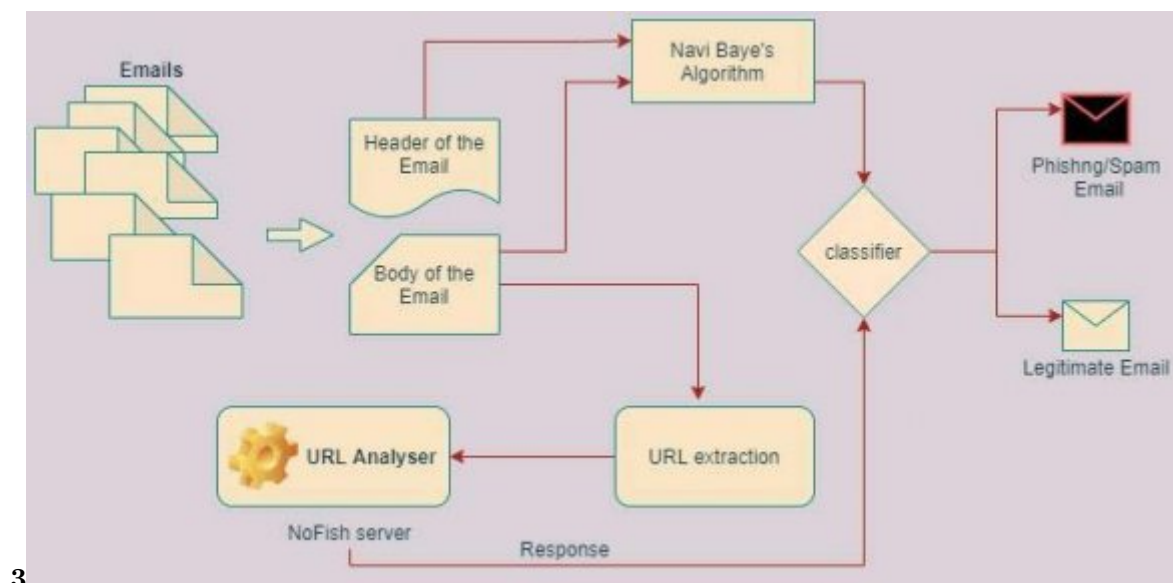 Emails
Navi Baye's
Algorithm
Header of the
Email
Phishng/Spam
Email
classifier
Body of the
Email
Legitimate Email
URL Analyser
URL extraction
NoFish server
Response
3